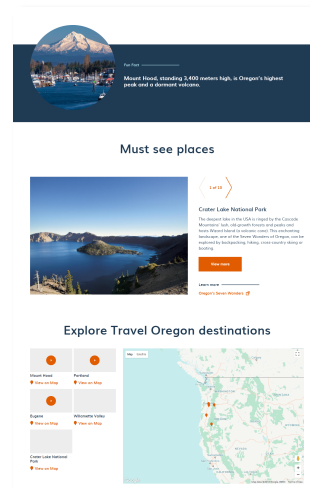 Fun Fact
Mount Hood, standing 3,400 meters high, is Oregon's highest
peak and a dormant volcano.
Must see places
1 of 10
Crater Lake National Park
The deepest lake in the USA is ringed by the Cascade
Mountains' lush, old-growth forests and peaks and
hosts Wizard Island (a volcanic cone). This enchanting
landscape, one of the Seven Wonders of Oregon, can be
explored by backpacking, hiking, cross-country skiing or
boating.
View more
Learn more
Oregon's Seven Wonders
Explore Travel Oregon destinations
Mount Hood
View on Map
Portland
View on Map
Eugene
View on Map
Willamette Valley
View on Map
Crater Lake National
Park
View on Map
Map